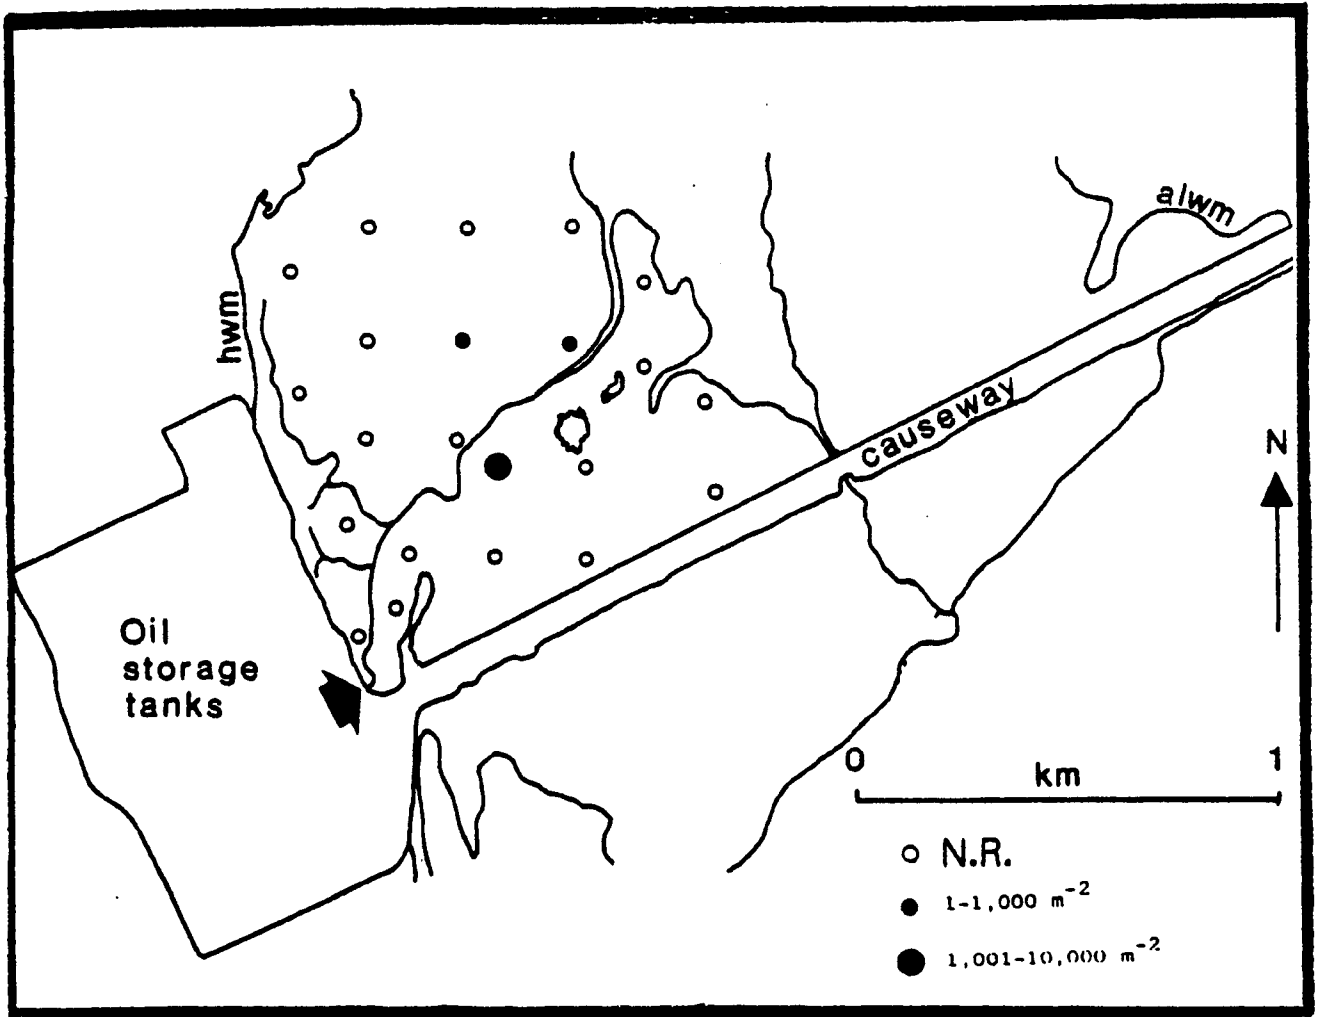 alwm
hwm
causeway
N
Oil
storage
tanks
0 1
km
N.R.
1-1,000 m⁻²
1,001-10,000 m⁻²